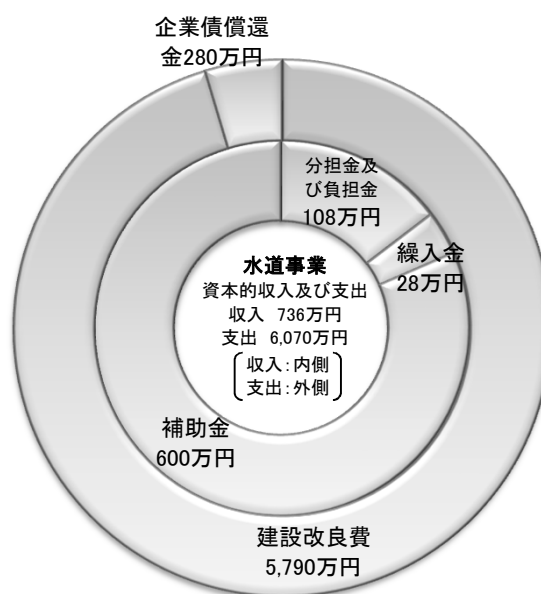 企業債償還
金280万円
分担金及
び負担金
108万円
繰入金
28万円
水道事業
資本的収入及び支出
収入 736万円
支出 6,070万円
収入:内側
支出:外側
補助金
600万円
建設改良費
5,790万円